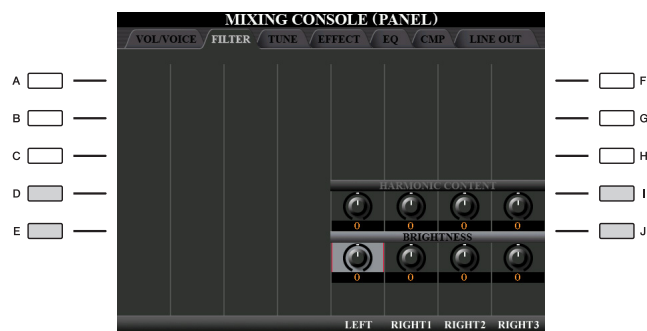 MIXING CONSOLE (PANEL)
VOL/VOICE FILTER TUNE EFFECT EQ CMP LINE OUT
A F
B G
C H
D I
E J
HARMONIC CONTENT
0 0 0 0
BRIGHTNESS
0 0 0 0
LEFT RIGHT1 RIGHT2 RIGHT3